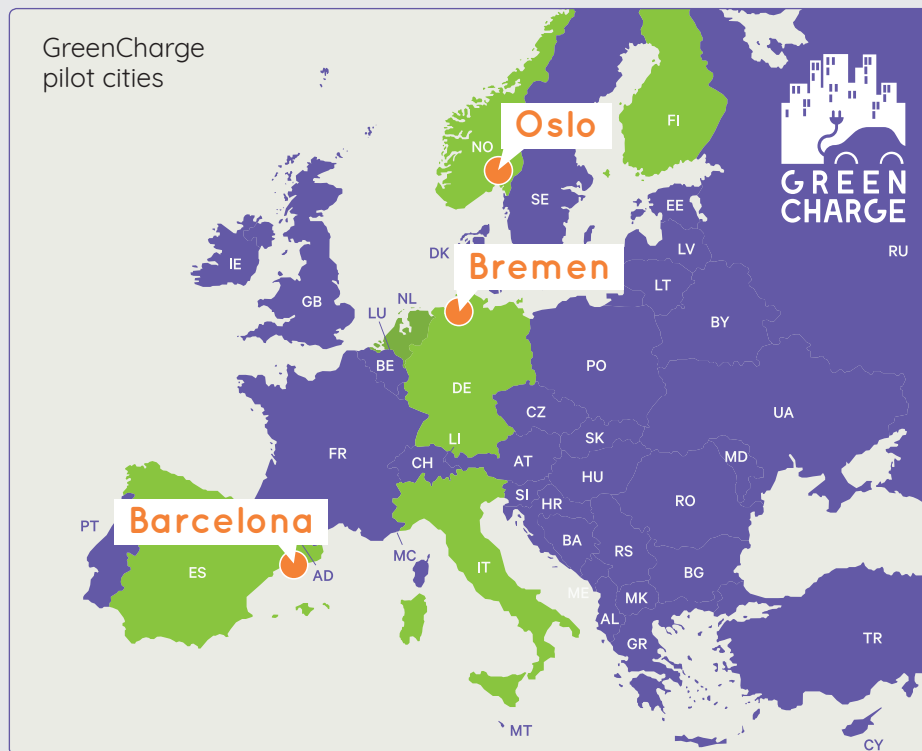 GreenCharge
pilot cities
GREEN
CHARGE
Oslo
FI
NO
SE
EE
RU
LV
DK
Bremen
LT
IE
GB
NL
LU
BY
BE
PO
DE
CZ
UA
LI
SK
FR
CH
AT
MD
HU
SI
HR
RO
PT
Barcelona
BA
MC
RS
ES
AD
IT
BG
ME
MK
AL
GR
TR
MT
CY